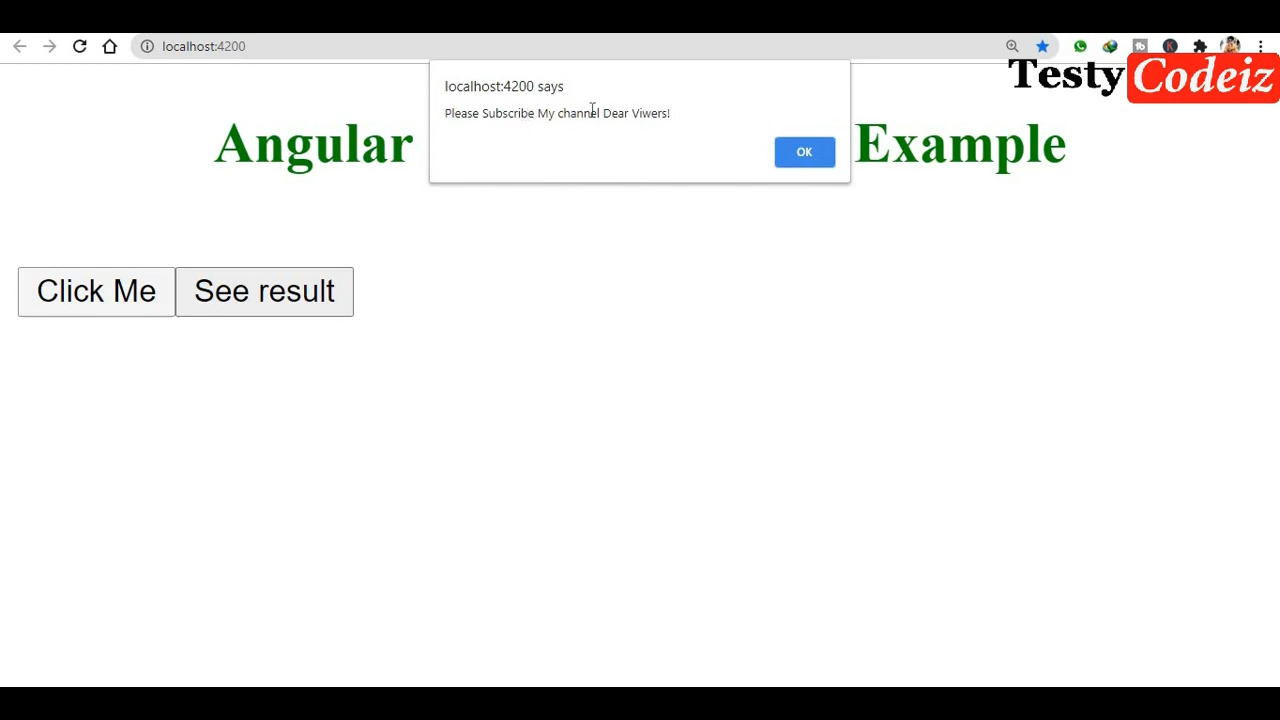 localhost:4200
Testy Codeiz
localhost:4200 says
Please Subscribe My channel Dear Viwers!
OK
Angular Example
Click Me
See result